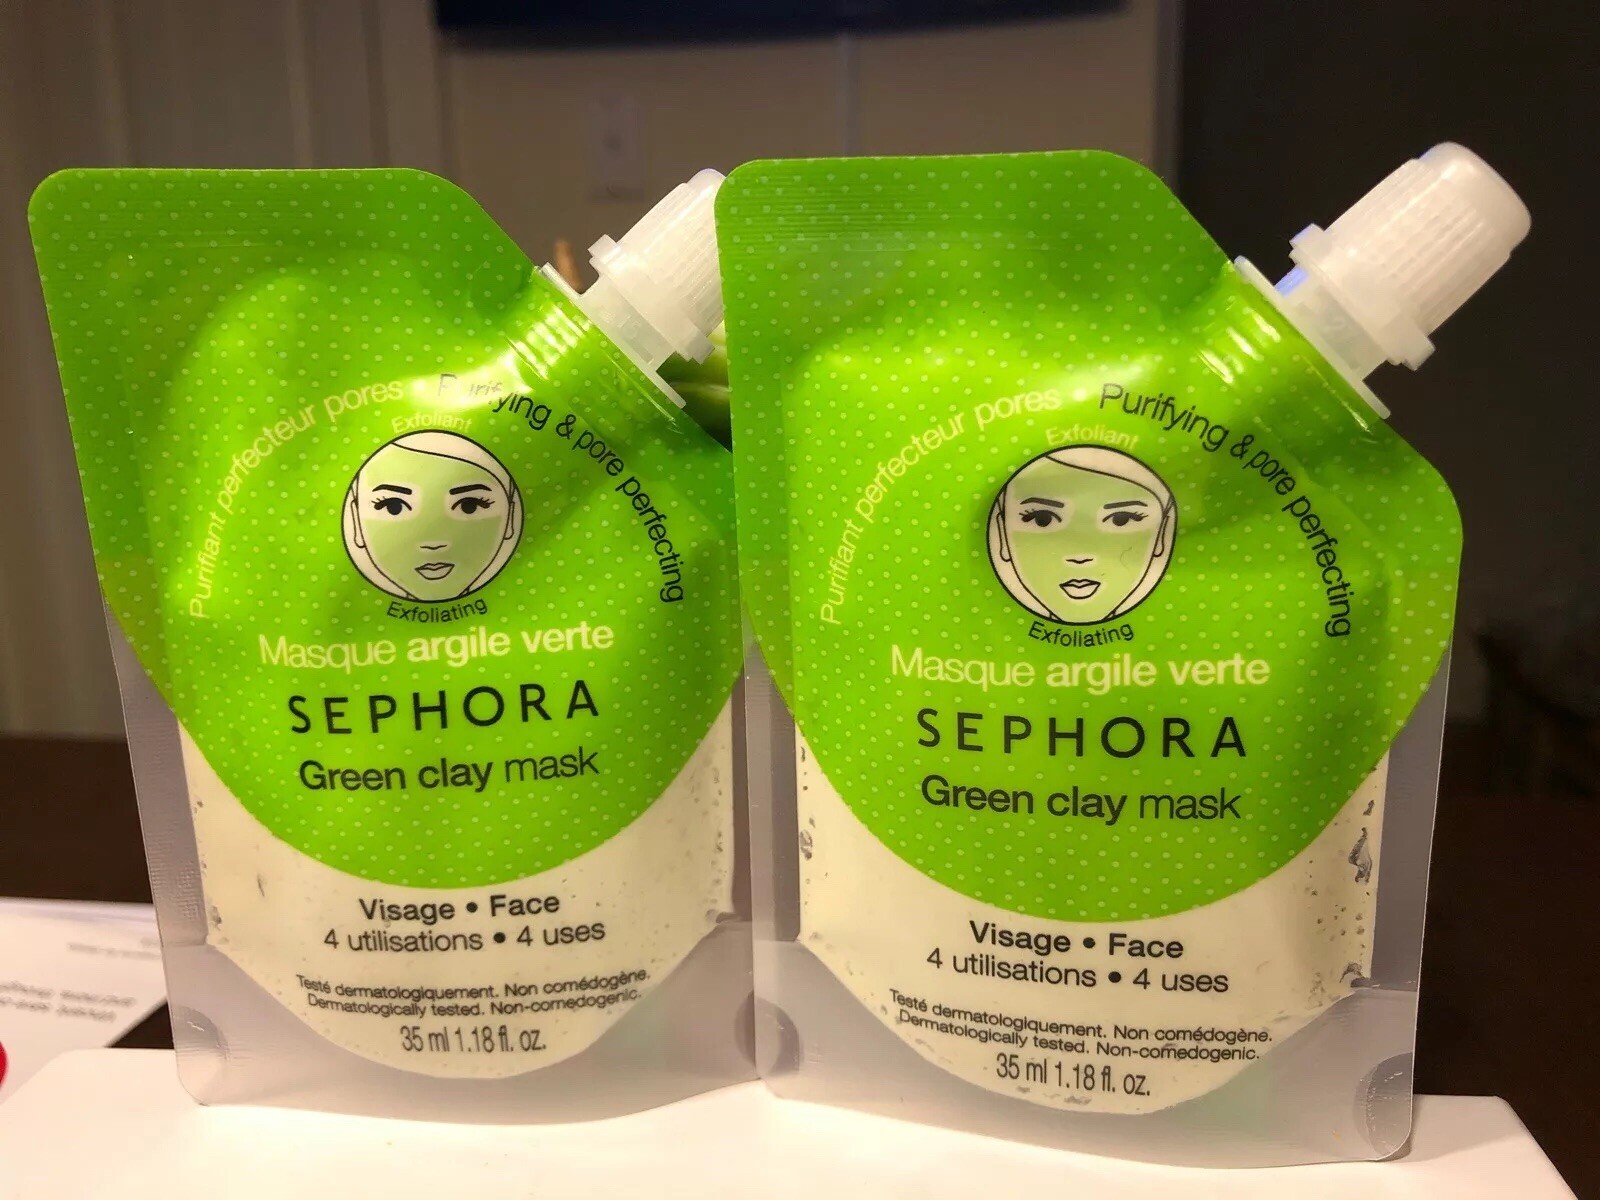 Purifiant perfecteur pores • Purifying & pore perfecting
Exfoliant
Exfoliating
Masque argile verte
SEPHORA
Green clay mask
Visage • Face
4 utilisations • 4 uses
Testé dermatologiquement. Non comédogène.
Dermatologically tested. Non-comedogenic.
35 ml 1.18 fl. oz.
Purifiant perfecteur pores • Purifying & pore perfecting
Exfoliant
Exfoliating
Masque argile verte
SEPHORA
Green clay mask
Visage • Face
4 utilisations • 4 uses
Testé dermatologiquement. Non comédogène.
Dermatologically tested. Non-comedogenic.
35 ml 1.18 fl. oz.